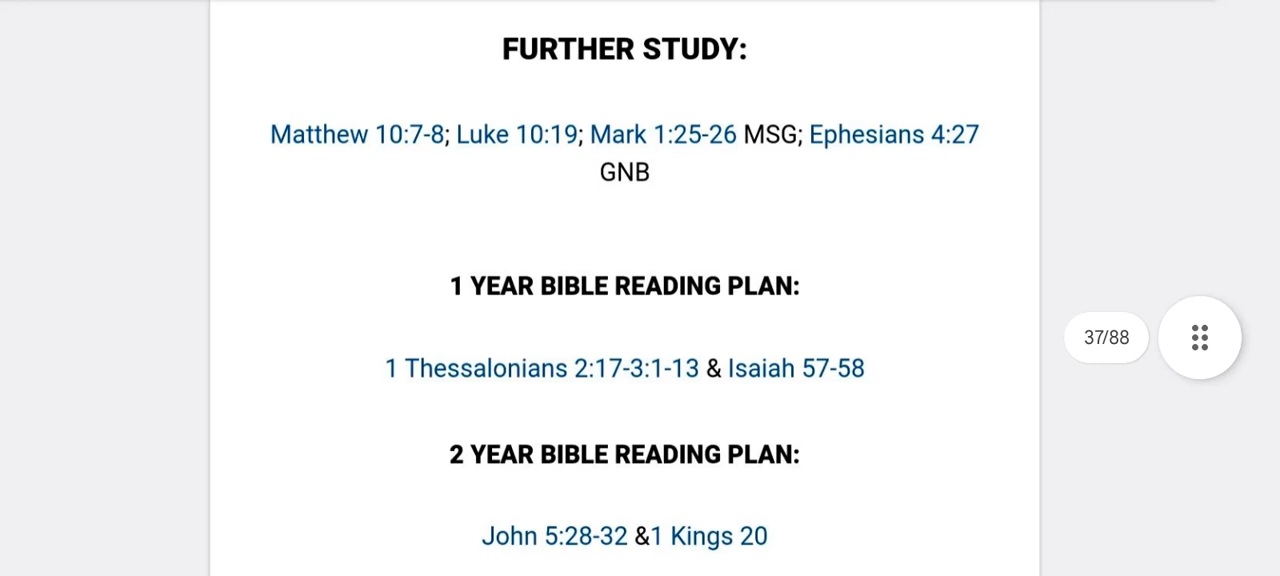 FURTHER STUDY:
Matthew 10:7-8; Luke 10:19; Mark 1:25-26 MSG; Ephesians 4:27
GNB
1 YEAR BIBLE READING PLAN:
37/88
1 Thessalonians 2:17-3:1-13 & Isaiah 57-58
2 YEAR BIBLE READING PLAN:
John 5:28-32 &1 Kings 20